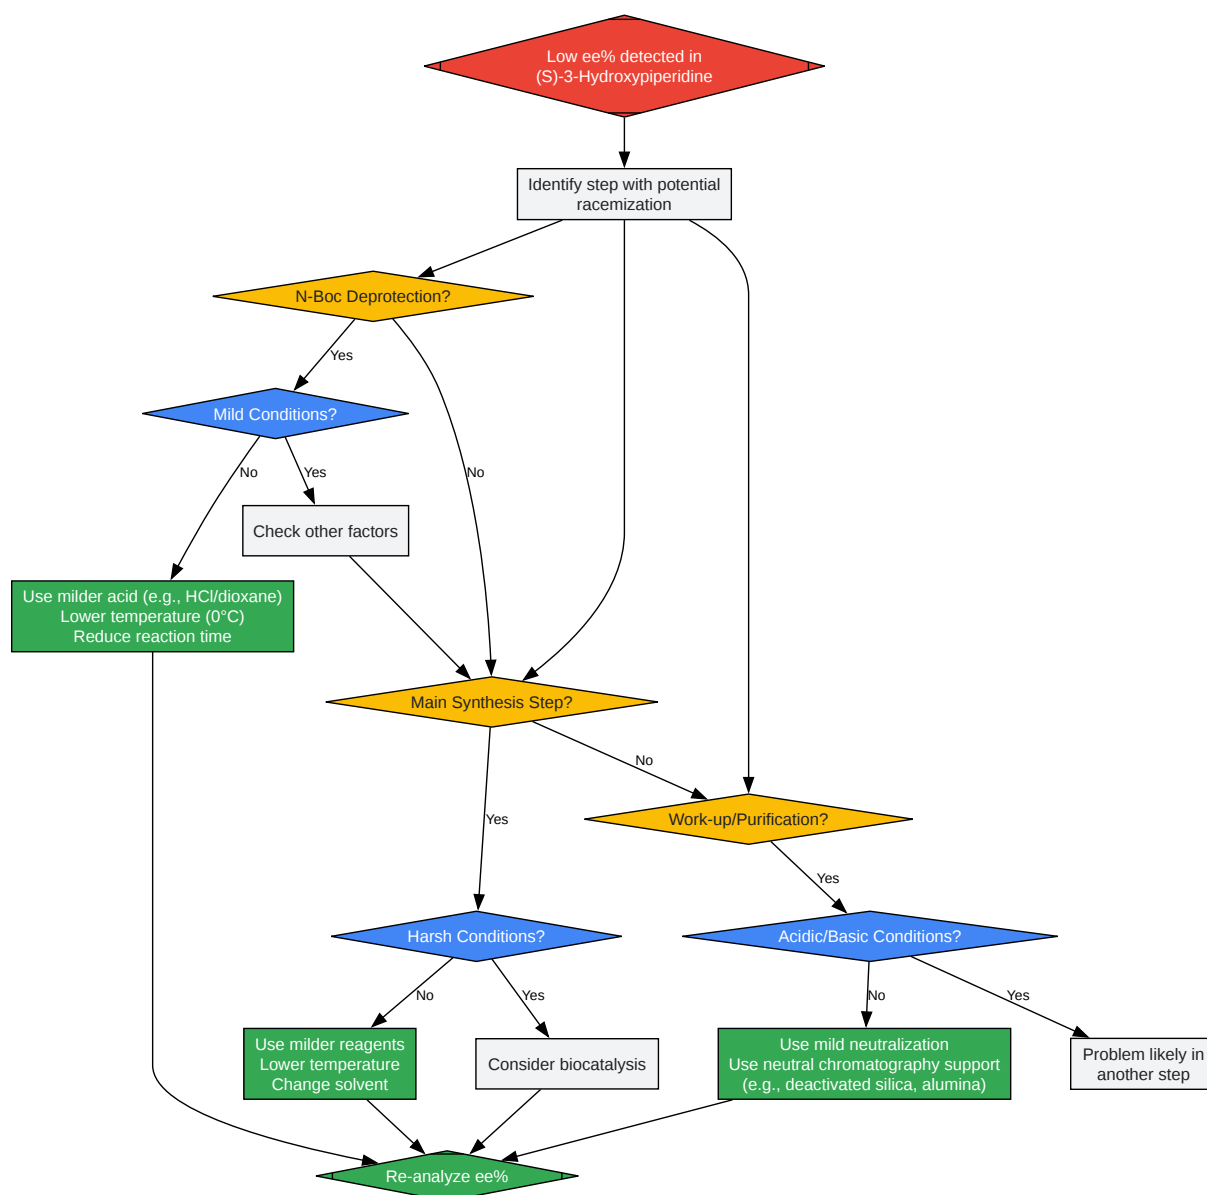 Low ee% detected in
(S)-3-Hydroxypiperidine
Identify step with potential
racemization
N-Boc Deprotection?
Yes
Mild Conditions?
No
Yes
No
Check other factors
Use milder acid (e.g., HCl/dioxane)
Lower temperature (0°C)
Reduce reaction time
Main Synthesis Step?
No
Work-up/Purification?
Yes
Yes
Harsh Conditions?
Acidic/Basic Conditions?
No
Yes
No
Yes
Use milder reagents
Lower temperature
Change solvent
Consider biocatalysis
Use mild neutralization
Use neutral chromatography support
(e.g., deactivated silica, alumina)
Problem likely in
another step
Re-analyze ee%